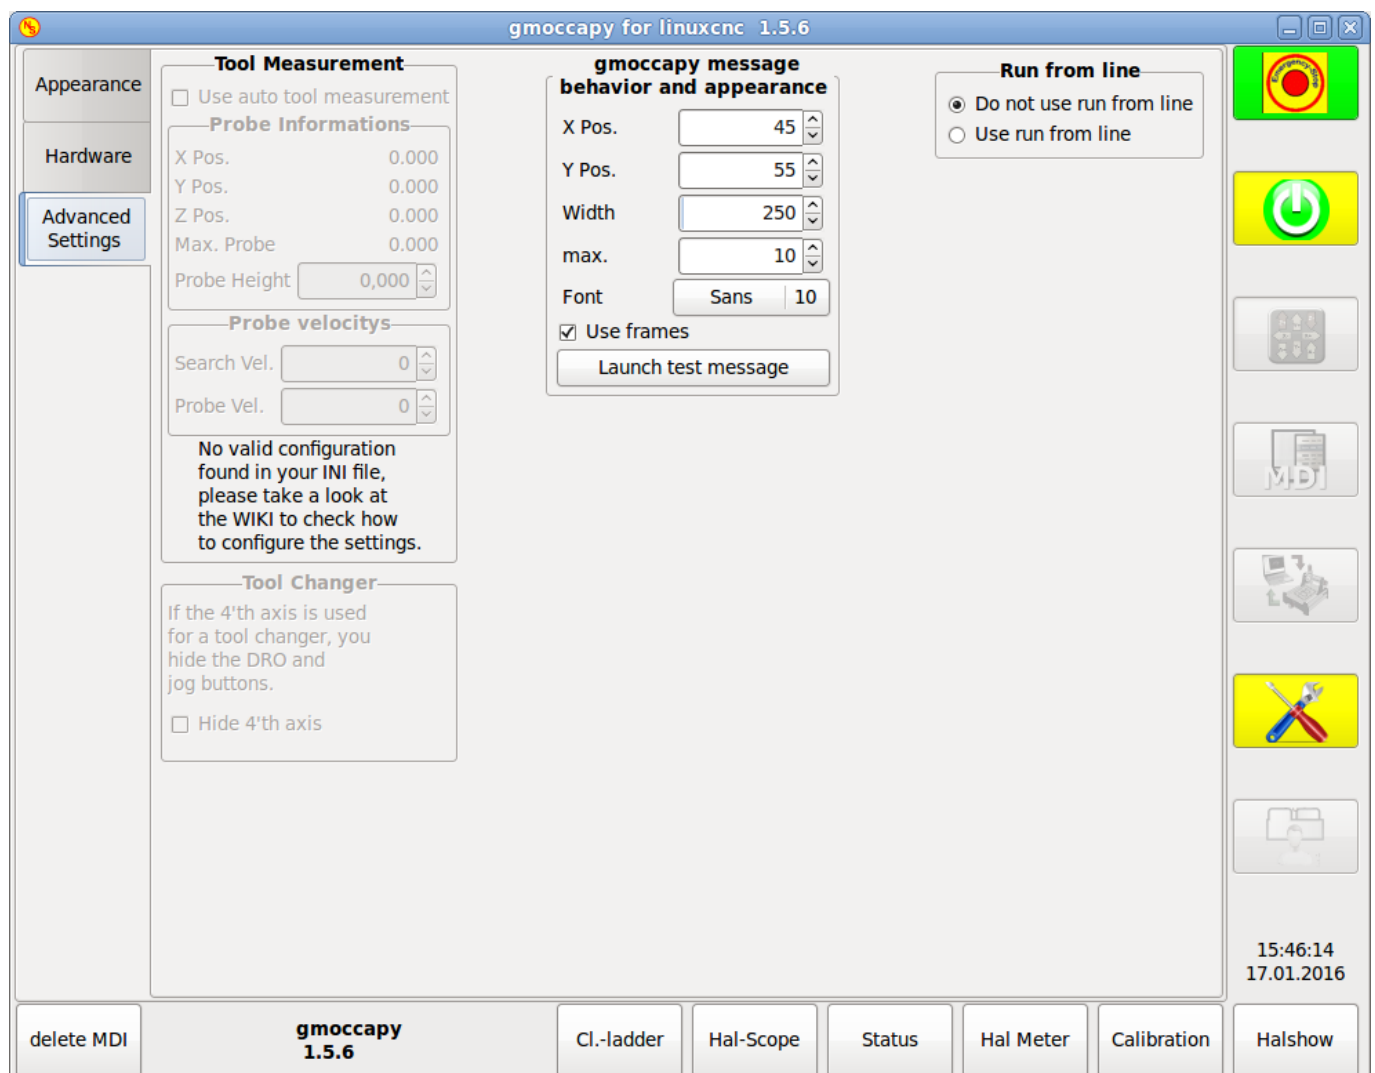 gmoccapy for linuxcnc 1.5.6
Appearance
Hardware
Advanced
Settings
Tool Measurement
Use auto tool measurement
Probe Informations
X Pos. 0.000
Y Pos. 0.000
Z Pos. 0.000
Max. Probe 0.000
Probe Height 0,000
Probe velocitys
Search Vel. 0
Probe Vel. 0
No valid configuration
found in your INI file,
please take a look at
the WIKI to check how
to configure the settings.
Tool Changer
If the 4'th axis is used
for a tool changer, you
hide the DRO and
jog buttons.
Hide 4'th axis
gmoccapy message
behavior and appearance
X Pos. 45
Y Pos. 55
Width 250
max. 10
Font Sans 10
Use frames
Launch test message
Run from line
Do not use run from line
Use run from line
Emergency-Stop
MDI
15:46:14
17.01.2016
delete MDI
gmoccapy
1.5.6
Cl.-ladder
Hal-Scope
Status
Hal Meter
Calibration
Halshow